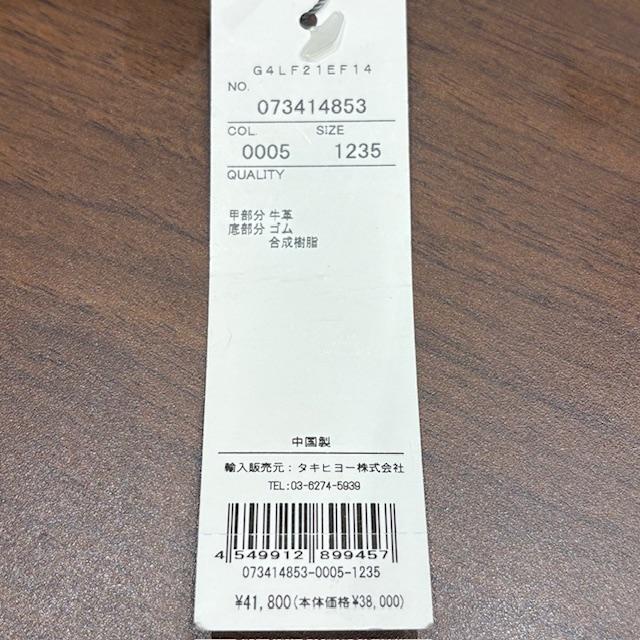 G4LF21EF14
NO.
073414853
COL. SIZE
0005 1235
QUALITY
甲部分 牛革
底部分 ゴム
合成樹脂
中国製
輸入販売元：タキヒヨー株式会社
TEL:03-6274-5939
4 549912 899457
073414853-0005-1235
¥41,800(本体価格¥38,000)